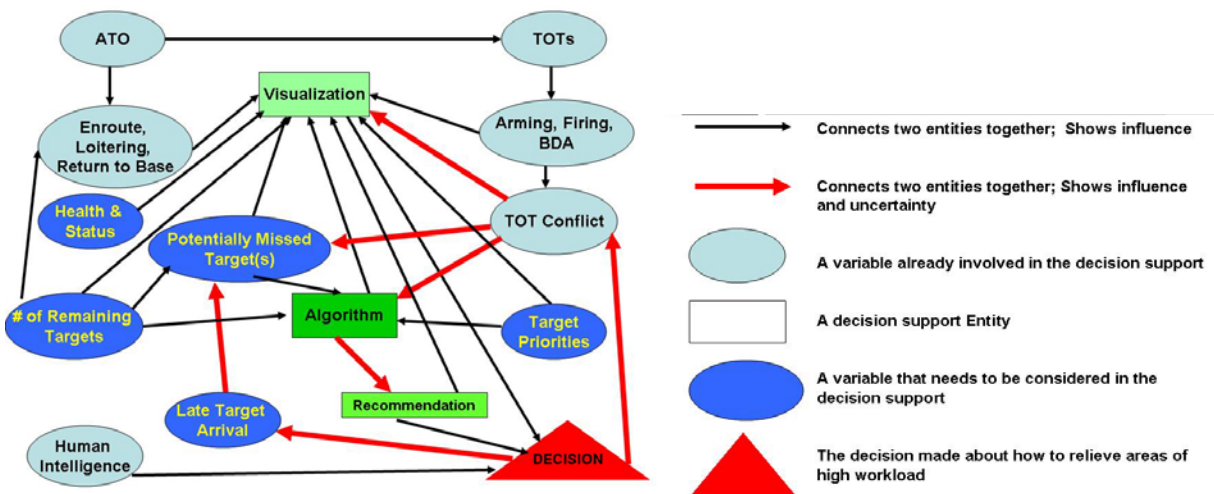 ATO
TOTs
Visualization
Enroute,
Loitering,
Return to Base
Arming, Firing,
BDA
Health &
Status
Potentially Missed
Target(s)
TOT Conflict
# of Remaining
Targets
Algorithm
Target
Priorities
Late Target
Arrival
Recommendation
Human
Intelligence
DECISION
Connects two entities together; Shows influence
Connects two entities together; Shows influence
and uncertainty
A variable already involved in the decision support
A decision support Entity
A variable that needs to be considered in the
decision support
The decision made about how to relieve areas of
high workload